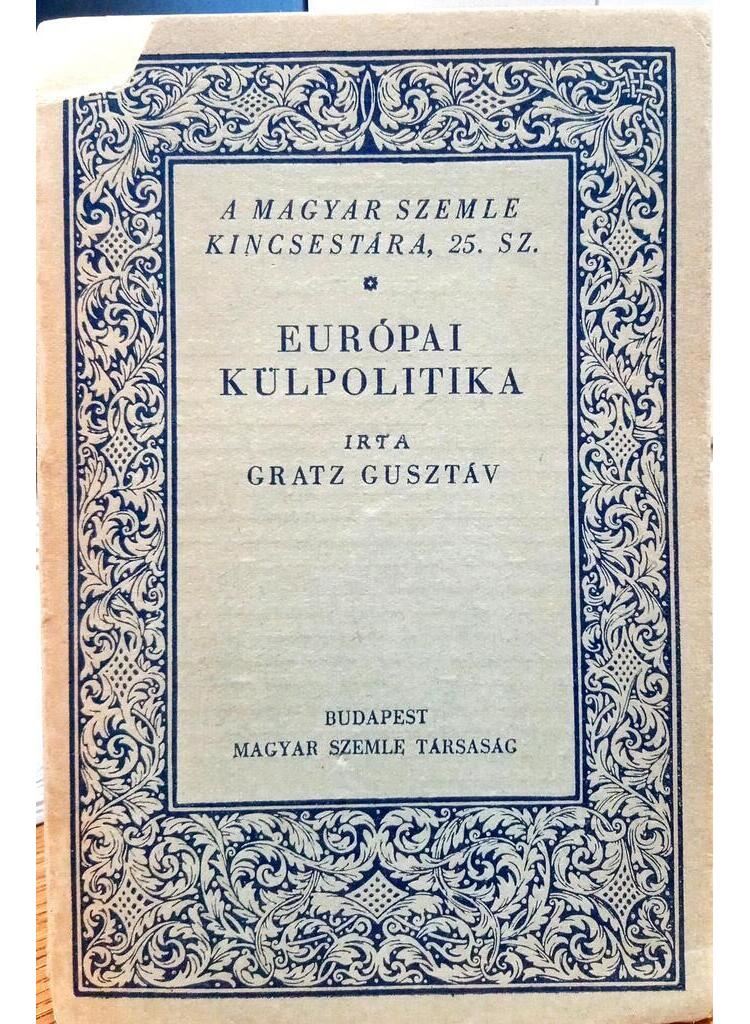 A MAGYAR SZEMLE
KINCSESTÁRA, 25. SZ.
EURÓPAI
KÜLPOLITIKA
IRTA
GRATZ GUSZTÁV
BUDAPEST
MAGYAR SZEMLE TÁRSASÁG